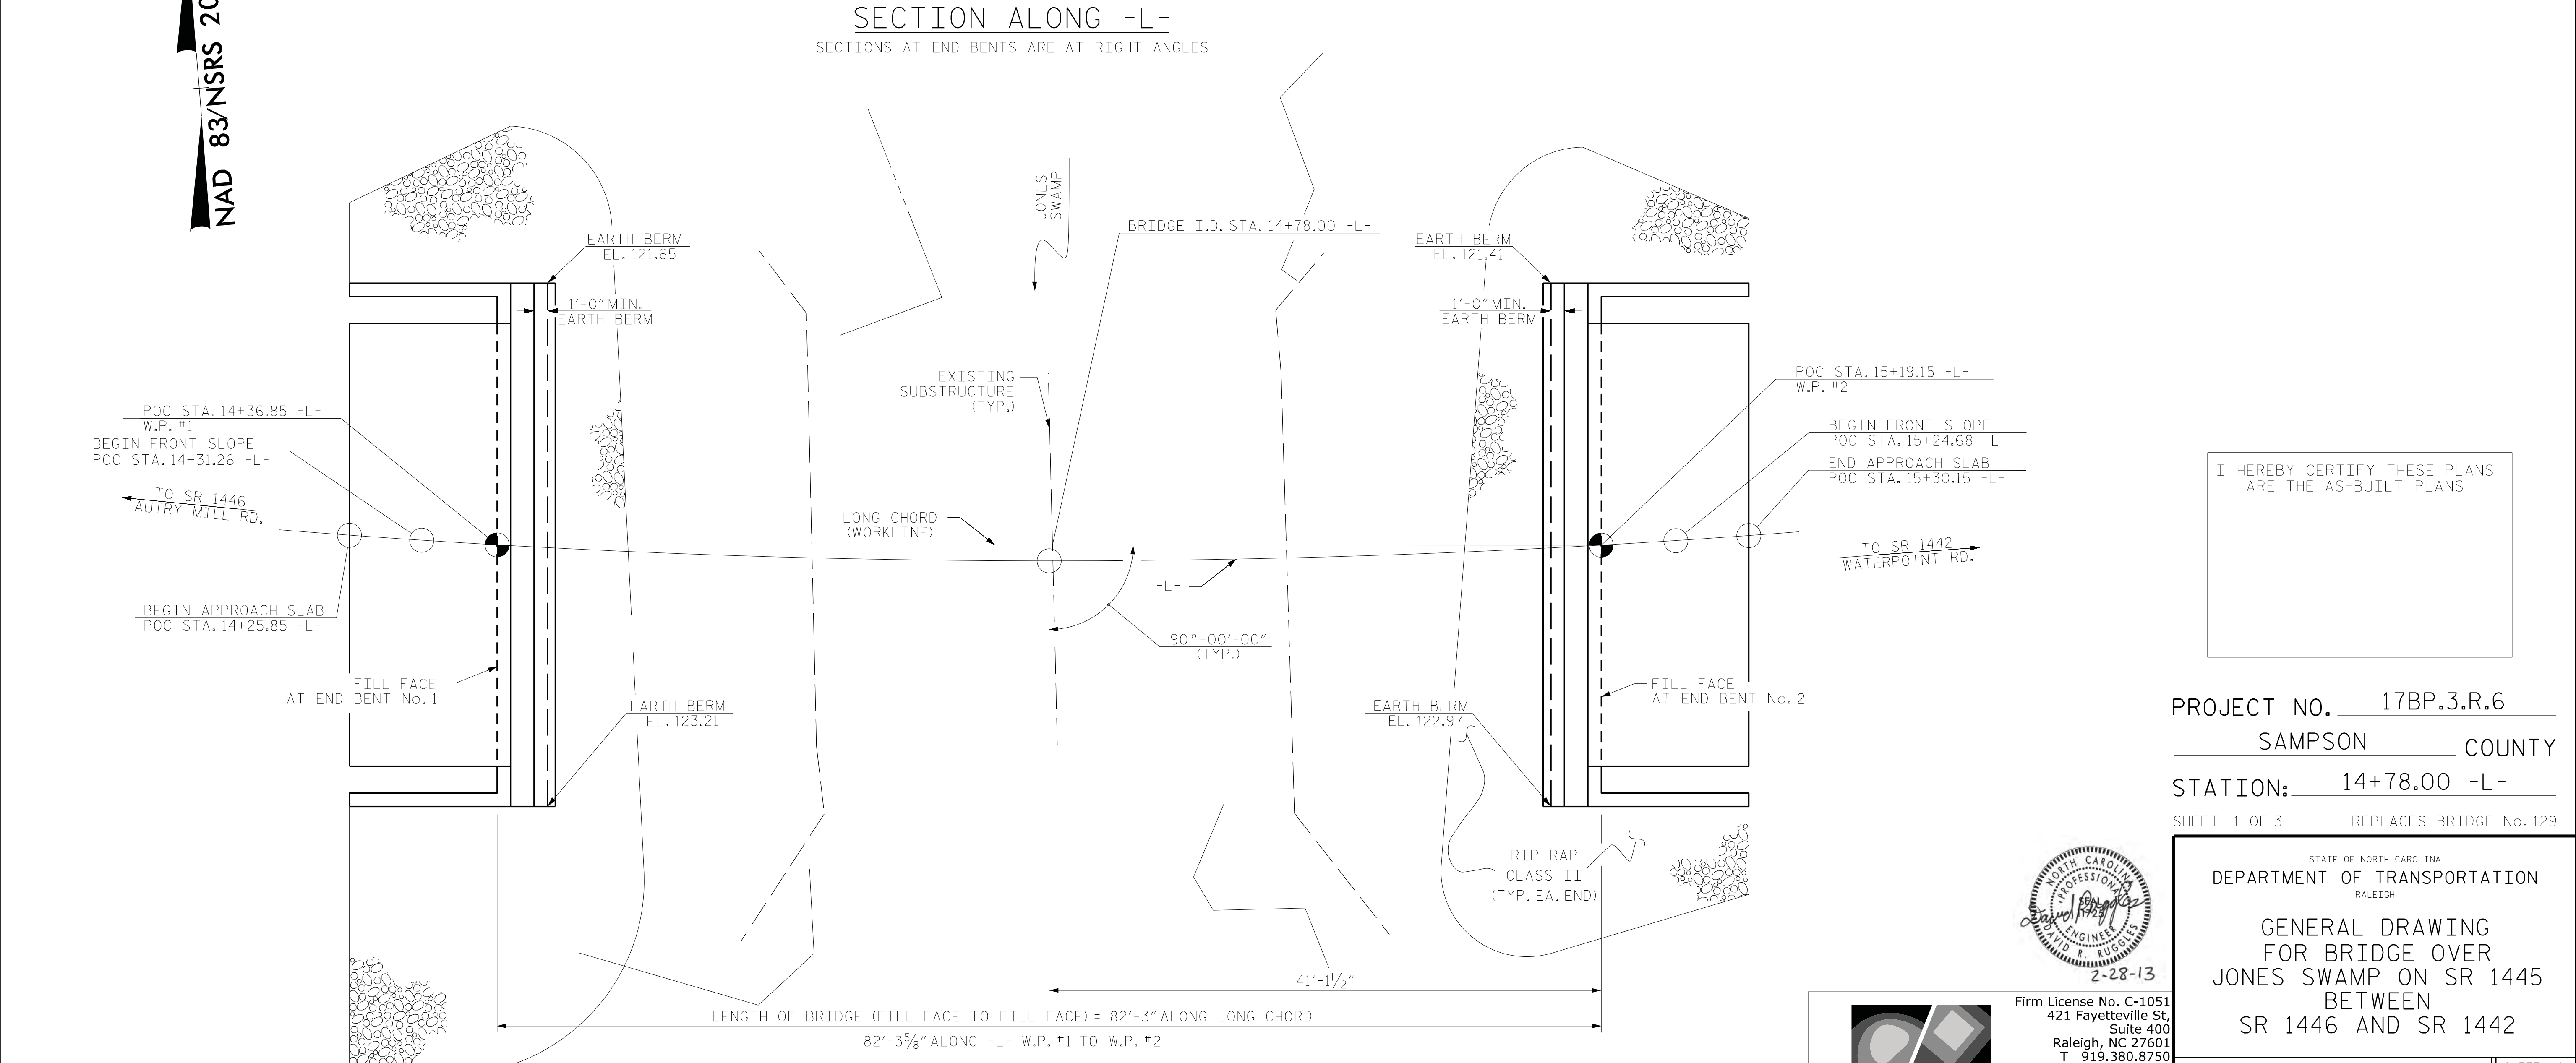 SECTION ALONG -L-
SECTIONS AT END BENTS ARE AT RIGHT ANGLES
NAD 83/NSRS 20
JONES
SWAMP
BRIDGE I.D. STA. 14+78.00 -L-
EARTH BERM
EL. 121.65
EARTH BERM
EL. 121.41
1'-0" MIN.
EARTH BERM
1'-0" MIN.
EARTH BERM
EXISTING
SUBSTRUCTURE
(TYP.)
POC STA. 15+19.15 -L-
W.P. #2
POC STA. 14+36.85 -L-
W.P. #1
BEGIN FRONT SLOPE
POC STA. 14+31.26 -L-
BEGIN FRONT SLOPE
POC STA. 15+24.68 -L-
END APPROACH SLAB
POC STA. 15+30.15 -L-
TO SR 1446
AUTRY MILL RD.
LONG CHORD
(WORKLINE)
TO SR 1442
WATERPOINT RD.
-L-
BEGIN APPROACH SLAB
POC STA. 14+25.85 -L-
90°-00'-00"
(TYP.)
FILL FACE
AT END BENT No. 1
FILL FACE
AT END BENT No. 2
EARTH BERM
EL. 123.21
EARTH BERM
EL. 122.97
RIP RAP
CLASS II
(TYP. EA. END)
41'-1½"
LENGTH OF BRIDGE (FILL FACE TO FILL FACE) = 82'-3" ALONG LONG CHORD
82'-3⅝" ALONG -L- W.P. #1 TO W.P. #2
I HEREBY CERTIFY THESE PLANS
ARE THE AS-BUILT PLANS
PROJECT NO. 17BP.3.R.6
SAMPSON COUNTY
STATION: 14+78.00 -L-
SHEET 1 OF 3 REPLACES BRIDGE No. 129
STATE OF NORTH CAROLINA
DEPARTMENT OF TRANSPORTATION
RALEIGH
GENERAL DRAWING
FOR BRIDGE OVER
JONES SWAMP ON SR 1445
BETWEEN
SR 1446 AND SR 1442
NORTH CAROLINA
PROFESSIONAL
SEAL
ENGINEER
DAVID R. RUGGLES
2-28-13
Firm License No. C-1051
421 Fayetteville St,
Suite 400
Raleigh, NC 27601
T 919.380.8750